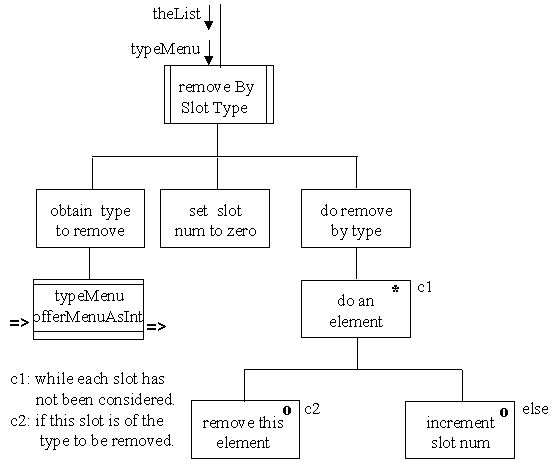 theList
typeMenu
remove By
Slot Type
obtain type
to remove
set slot
num to zero
do remove
by type
typeMenu
=> offerMenuAsInt =>
* c1
do an
element
c1: while each slot has
not been considered.
c2: if this slot is of the
type to be removed.
o c2
remove this
element
o else
increment
slot num